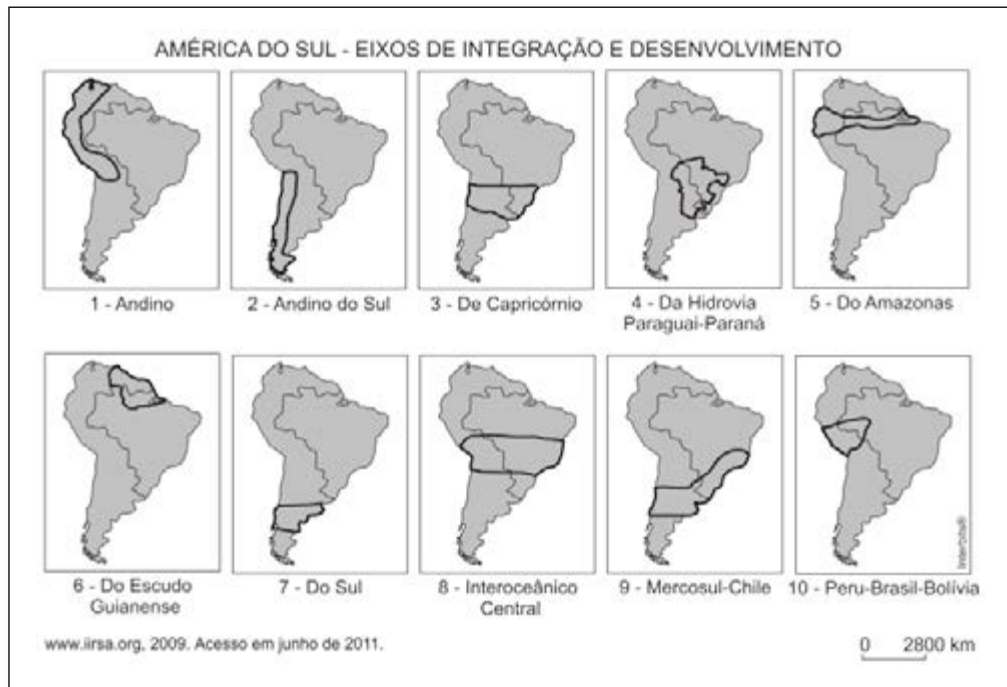 AMÉRICA DO SUL - EIXOS DE INTEGRAÇÃO E DESENVOLVIMENTO
1 - Andino
2 - Andino do Sul
3 - De Capricórnio
4 - Da Hidrovia
Paraguai-Paraná
5 - Do Amazonas
6 - Do Escudo
Guianense
7 - Do Sul
8 - Interoceânico
Central
9 - Mercosul-Chile
10 - Peru-Brasil-Bolívia
Interbits®
www.iirsa.org, 2009. Acesso em junho de 2011.
0 2800 km